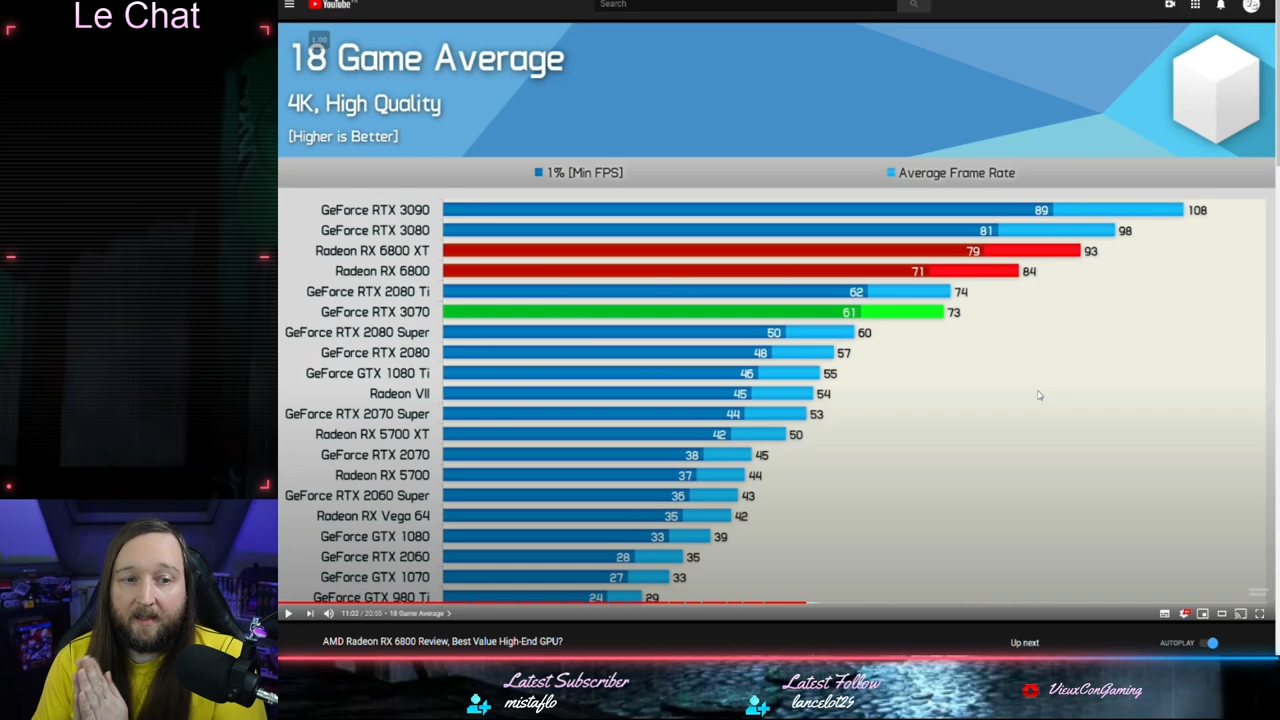 Le Chat
YouTube
Search
1:00
18 Game Average
4K, High Quality
[Higher is Better]
1% [Min FPS]
Average Frame Rate
GeForce RTX 3090 89 108
GeForce RTX 3080 81 98
Radeon RX 6800 XT 79 93
Radeon RX 6800 71 84
GeForce RTX 2080 Ti 62 74
GeForce RTX 3070 61 73
GeForce RTX 2080 Super 50 60
GeForce RTX 2080 48 57
GeForce GTX 1080 Ti 46 55
Radeon VII 45 54
GeForce RTX 2070 Super 44 53
Radeon RX 5700 XT 42 50
GeForce RTX 2070 38 45
Radeon RX 5700 37 44
GeForce RTX 2060 Super 36 43
Radeon RX Vega 64 35 42
GeForce GTX 1080 33 39
GeForce RTX 2060 28 35
GeForce GTX 1070 27 33
GeForce GTX 980 Ti 24 29
11:02 / 20:55 • 18 Game Average >
AMD Radeon RX 6800 Review, Best Value High-End GPU?
Up next
AUTOPLAY
Latest Subscriber
mistaflo
Latest Follow
lancelot29
VieuxConGaming